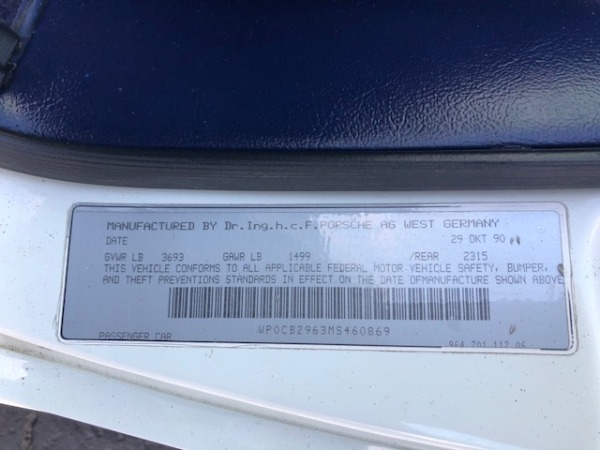 MANUFACTURED BY Dr.Ing.h.c.F.PORSCHE AG WEST GERMANY
DATE 29 OKT 90
GVWR LB 3693 GAWR LB 1499 /REAR 2315
THIS VEHICLE CONFORMS TO ALL APPLICABLE FEDERAL MOTOR VEHICLE SAFETY, BUMPER,
AND THEFT PREVENTIONS STANDARDS IN EFFECT ON THE DATE OFMANUFACTURE SHOWN ABOVE
WP0CB2963MS460869
PASSENGER CAR 964 701 112 06